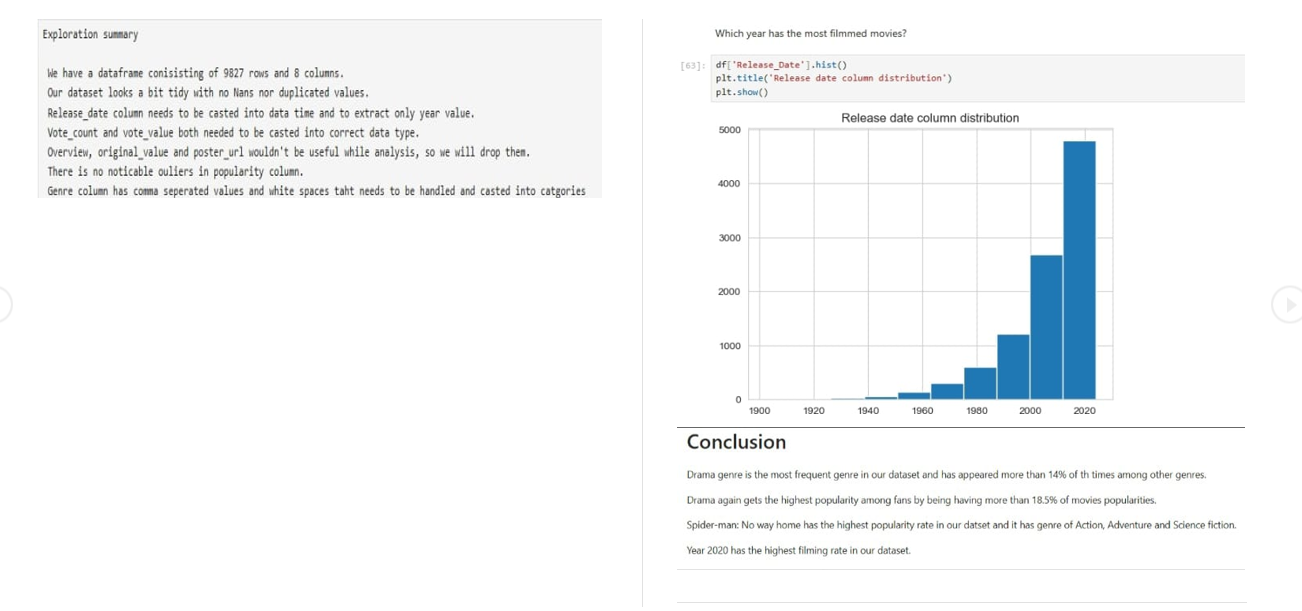 Exploration summary
We have a dataframe conisisting of 9827 rows and 8 columns.
Our dataset looks a bit tidy with no Nans nor duplicated values.
Release_date column needs to be casted into data time and to extract only year value.
Vote_count and vote_value both needed to be casted into correct data type.
Overview, original_value and poster_url wouldn't be useful while analysis, so we will drop them.
There is no noticable ouliers in popularity column.
Genre column has comma seperated values and white spaces taht needs to be handled and casted into catgories
Which year has the most filmmed movies?
[63]: df['Release_Date'].hist()
plt.title('Release date column distribution')
plt.show()
Release date column distribution
5000
4000
3000
2000
1000
0
1900 1920 1940 1960 1980 2000 2020
Conclusion
Drama genre is the most frequent genre in our dataset and has appeared more than 14% of th times among other genres.
Drama again gets the highest popularity among fans by being having more than 18.5% of movies popularities.
Spider-man: No way home has the highest popularity rate in our datset and it has genre of Action, Adventure and Science fiction.
Year 2020 has the highest filming rate in our dataset.